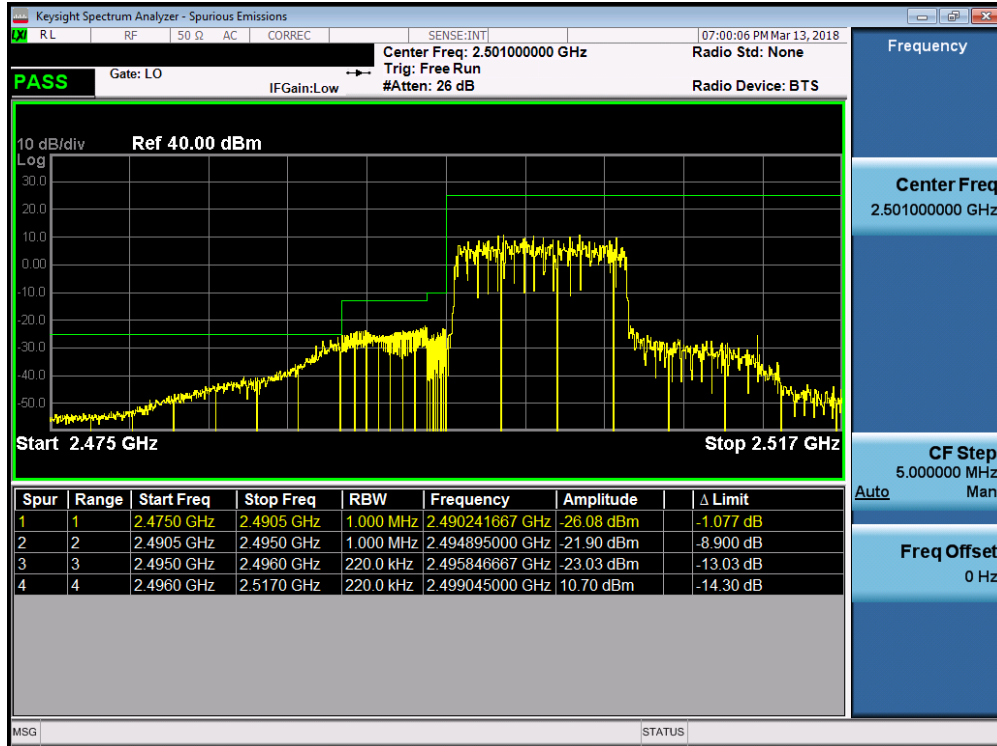 Keysight Spectrum Analyzer - Spurious Emissions
LXI RL RF 50 Ω AC CORREC SENSE:INT 07:00:06 PM Mar 13, 2018
Center Freq: 2.501000000 GHz Radio Std: None
Trig: Free Run
PASS Gate: LO IFGain:Low #Atten: 26 dB Radio Device: BTS
Frequency
10 dB/div Ref 40.00 dBm
Log
30.0
20.0
10.0
0.00
-10.0
-20.0
-30.0
-40.0
-50.0
Start 2.475 GHz Stop 2.517 GHz
Center Freq
2.501000000 GHz
CF Step
5.000000 MHz
Auto Man
Freq Offset
0 Hz
Spur Range Start Freq Stop Freq RBW Frequency Amplitude Δ Limit
1 1 2.4750 GHz 2.4905 GHz 1.000 MHz 2.490241667 GHz -26.08 dBm -1.077 dB
2 2 2.4905 GHz 2.4950 GHz 1.000 MHz 2.494895000 GHz -21.90 dBm -8.900 dB
3 3 2.4950 GHz 2.4960 GHz 220.0 kHz 2.495846667 GHz -23.03 dBm -13.03 dB
4 4 2.4960 GHz 2.5170 GHz 220.0 kHz 2.499045000 GHz 10.70 dBm -14.30 dB
MSG STATUS